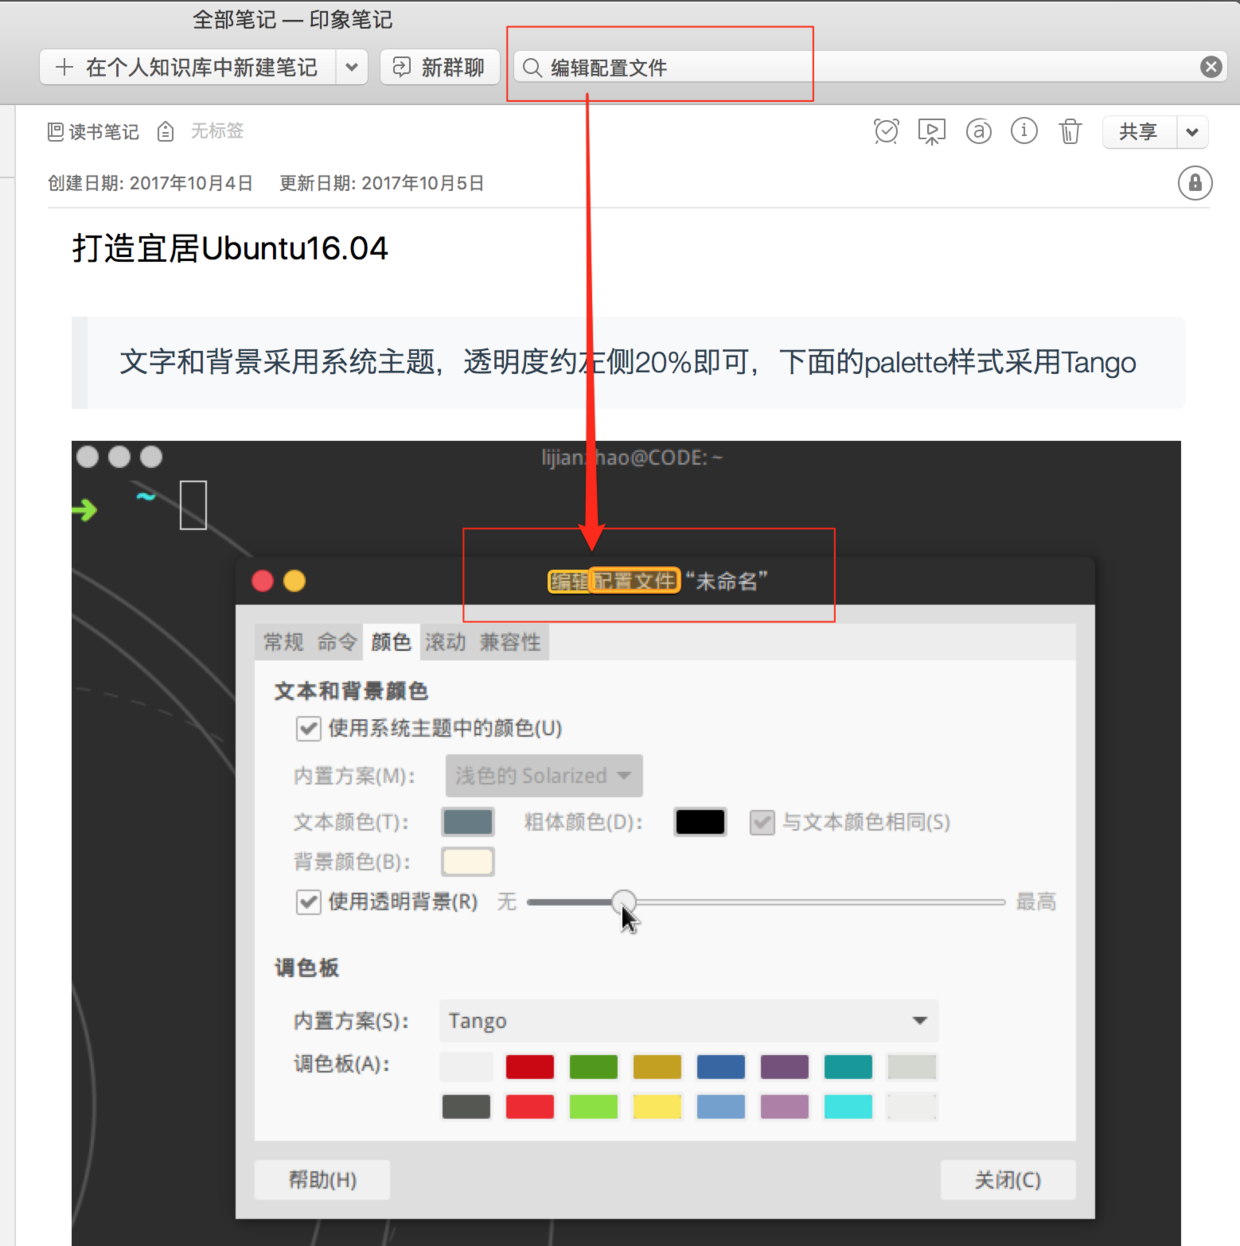 全部笔记 — 印象笔记
在个人知识库中新建笔记 新群聊 编辑配置文件
读书笔记 无标签 共享
创建日期: 2017年10月4日 更新日期: 2017年10月5日
打造宜居Ubuntu16.04
文字和背景采用系统主题，透明度约左侧20%即可，下面的palette样式采用Tango
lijianzhao@CODE: ~
~
编辑配置文件“未命名”
常规 命令 颜色 滚动 兼容性
文本和背景颜色
使用系统主题中的颜色(U)
内置方案(M)： 浅色的 Solarized
文本颜色(T)： 粗体颜色(D)： 与文本颜色相同(S)
背景颜色(B)：
使用透明背景(R) 无 最高
调色板
内置方案(S)： Tango
调色板(A)：
帮助(H) 关闭(C)